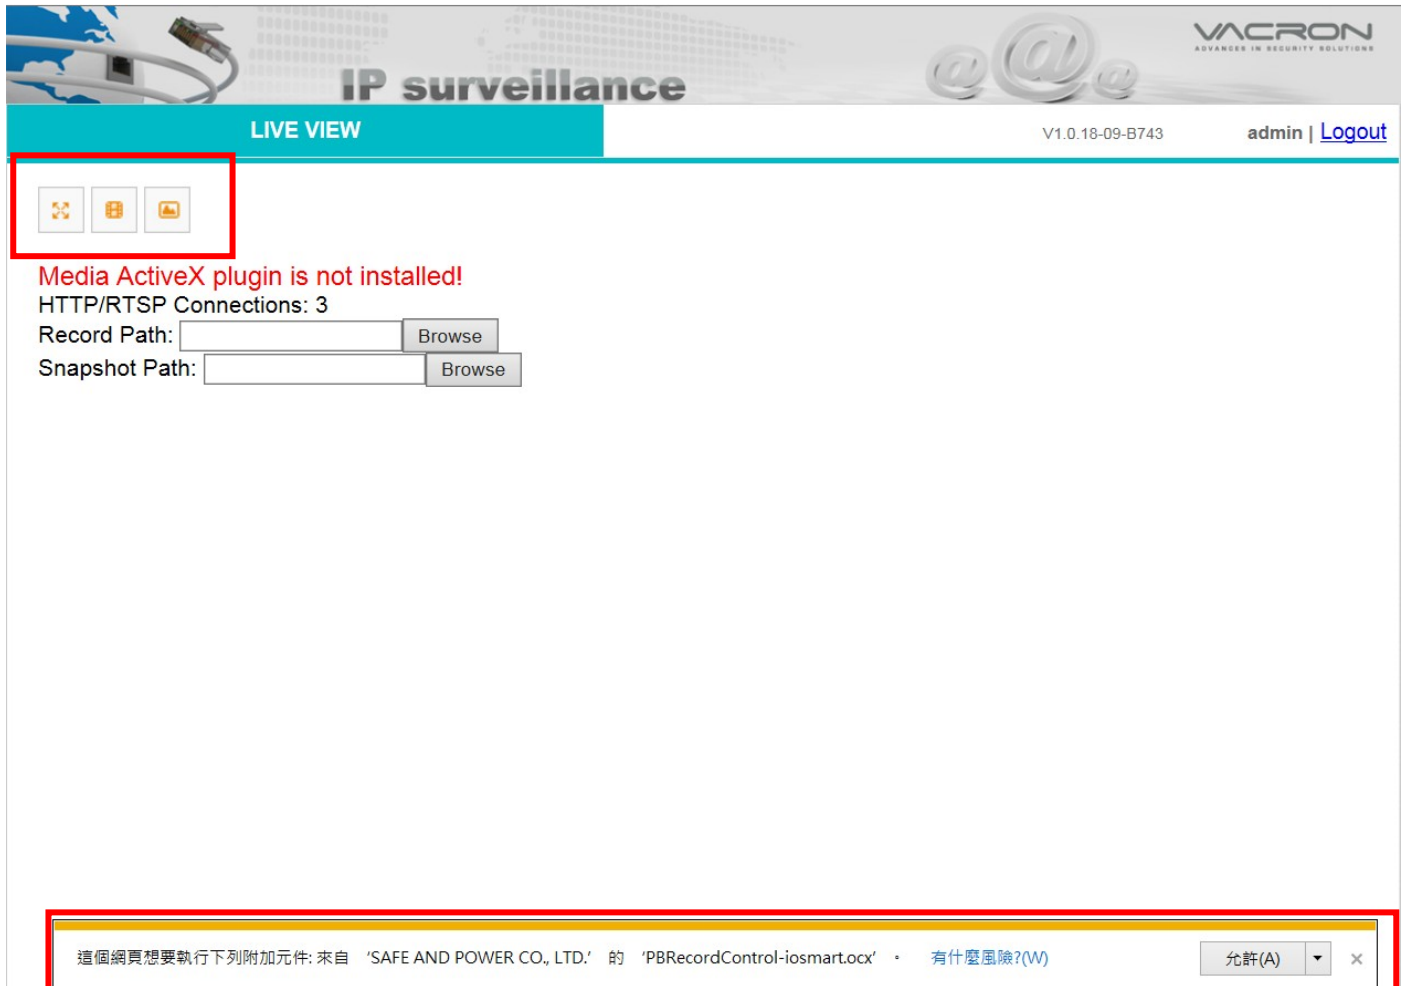 VACRON
ADVANCES IN SECURITY SOLUTIONS
IP surveillance
LIVE VIEW
V1.0.18-09-B743
admin | Logout
Media ActiveX plugin is not installed!
HTTP/RTSP Connections: 3
Record Path: Browse
Snapshot Path: Browse
這個網頁想要執行下列附加元件: 來自 ‘SAFE AND POWER CO., LTD.’ 的 ‘PBRecordControl-iosmart.ocx’ 。 有什麼風險?(W) 允許(A) ×